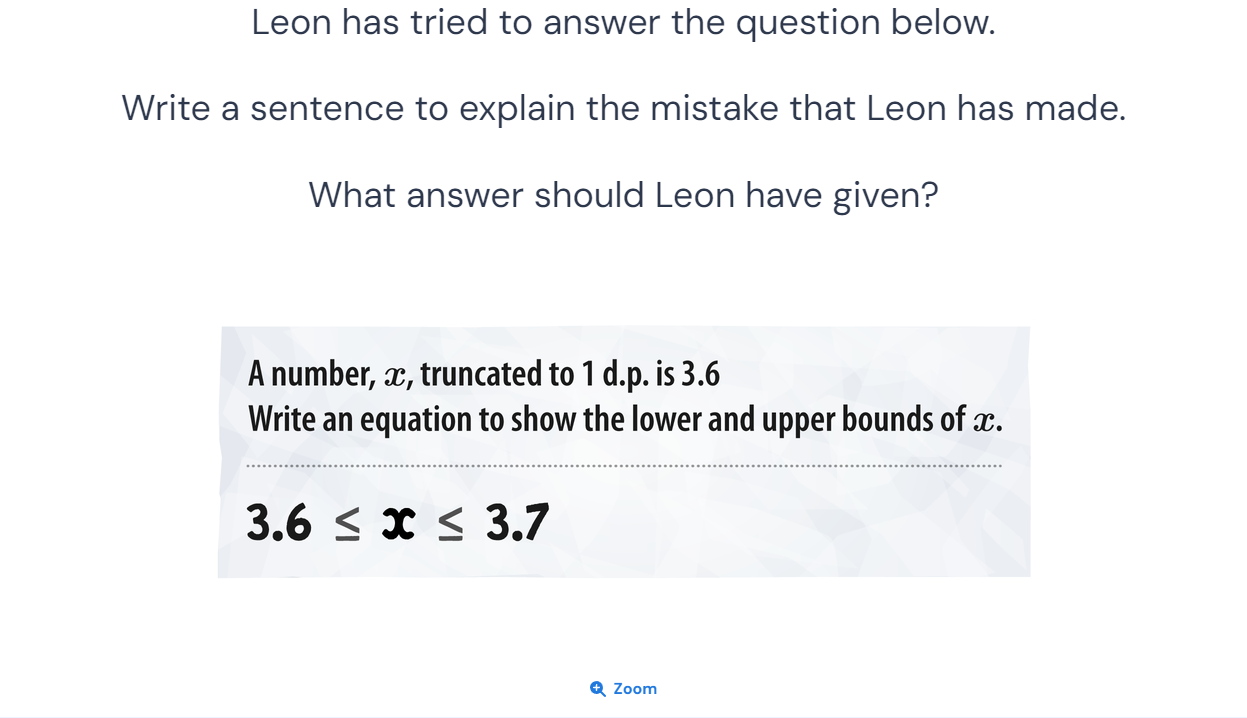 Leon has tried to answer the question below.
Write a sentence to explain the mistake that Leon has made.
What answer should Leon have given?
A number, x, truncated to 1 d.p. is 3.6
Write an equation to show the lower and upper bounds of x.
3.6 ≤ x ≤ 3.7
Zoom